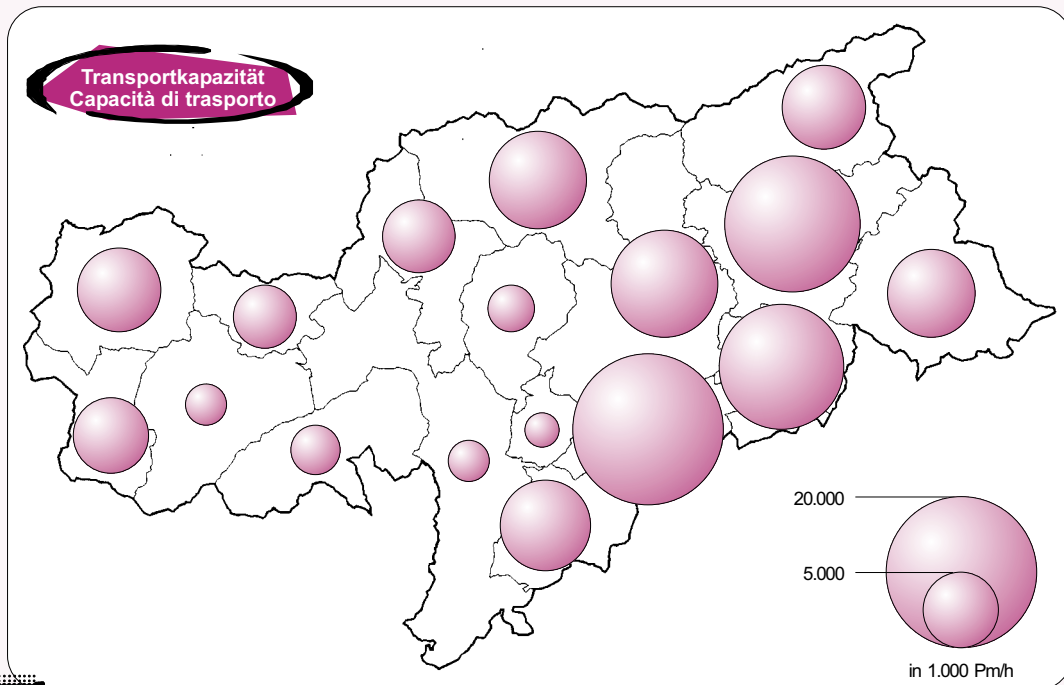 Transportkapazität
Capacità di trasporto
20.000
5.000
in 1.000 Pm/h